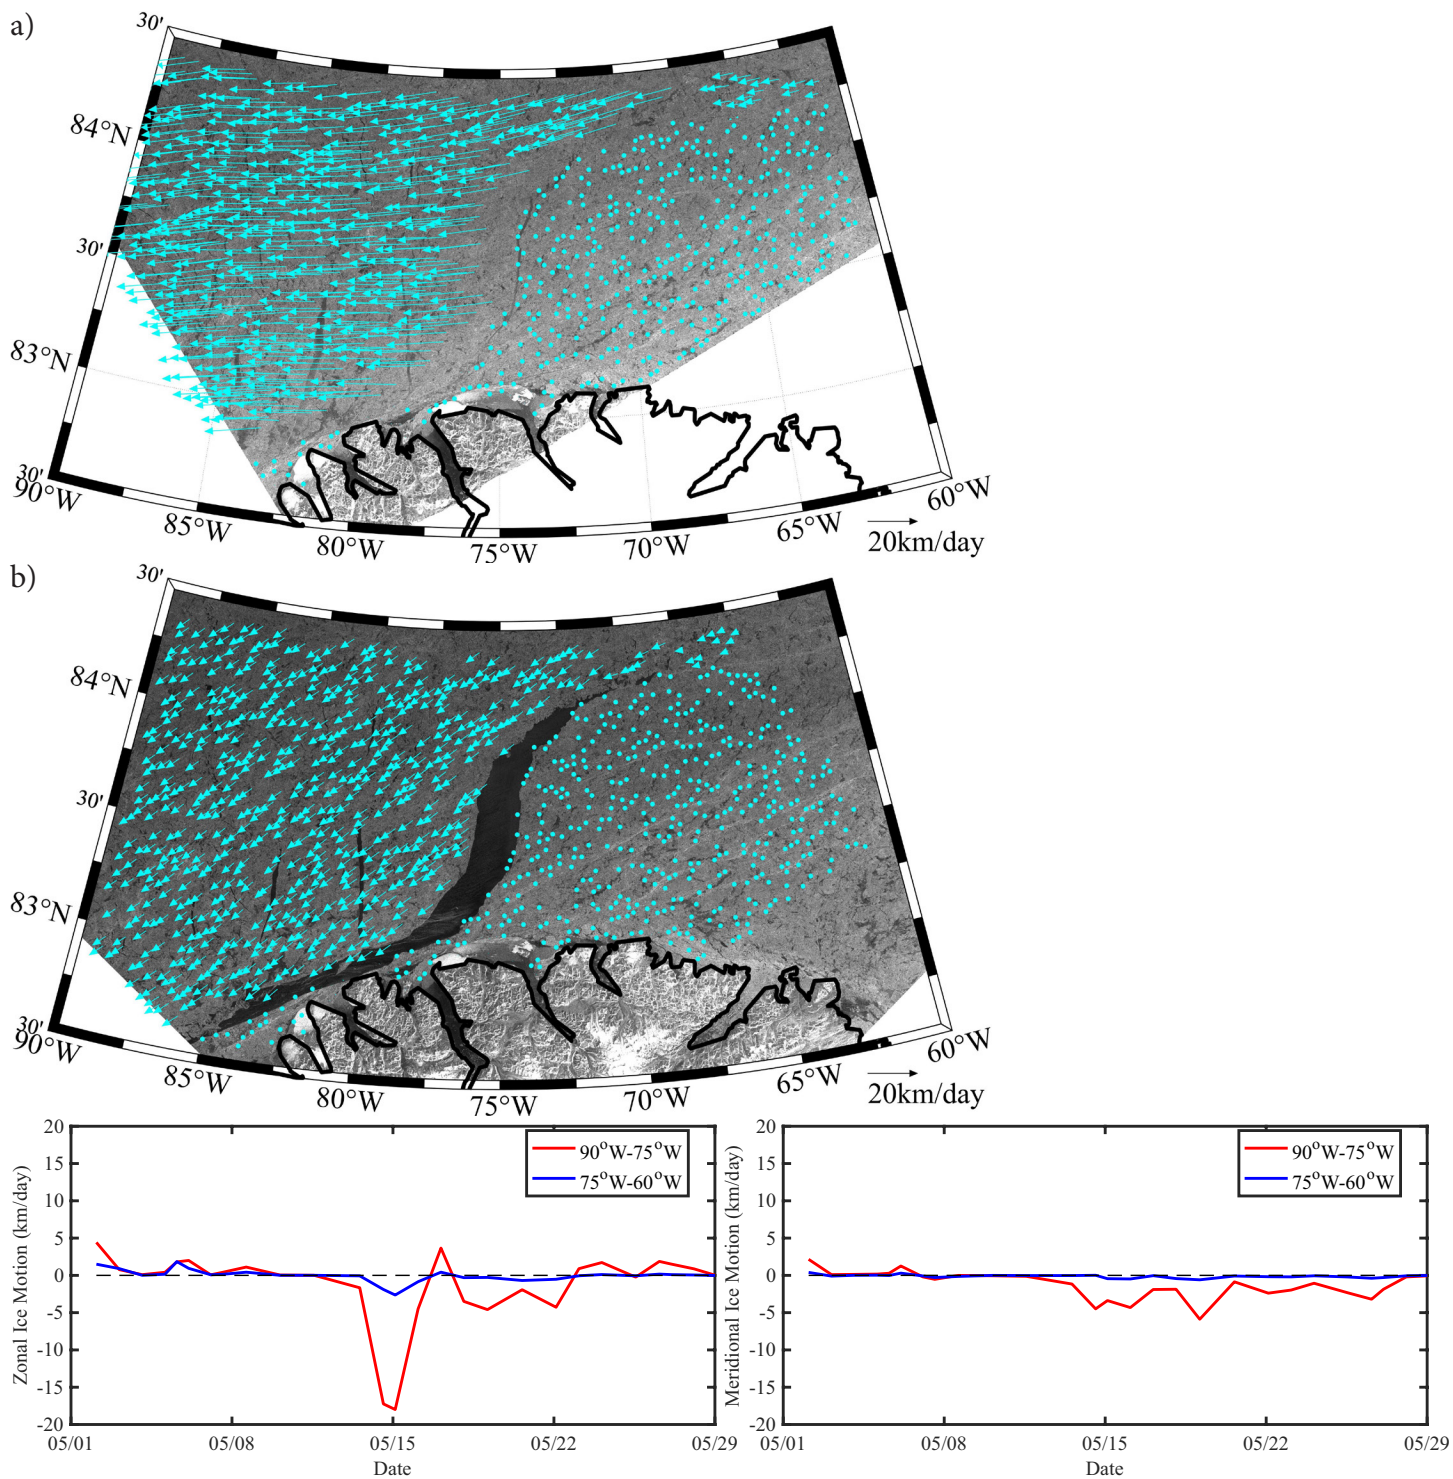 a)
30'
84°N
30'
83°N
30'
90°W
85°W
80°W
75°W
70°W
65°W
60°W
20km/day
b)
30'
84°N
30'
83°N
30'
90°W
85°W
80°W
75°W
70°W
65°W
60°W
20km/day
Zonal Ice Motion (km/day)
20
15
10
5
0
-5
-10
-15
-20
90°W-75°W
75°W-60°W
05/01
05/08
05/15
05/22
05/29
Date
Meridional Ice Motion (km/day)
20
15
10
5
0
-5
-10
-15
-20
90°W-75°W
75°W-60°W
05/01
05/08
05/15
05/22
05/29
Date